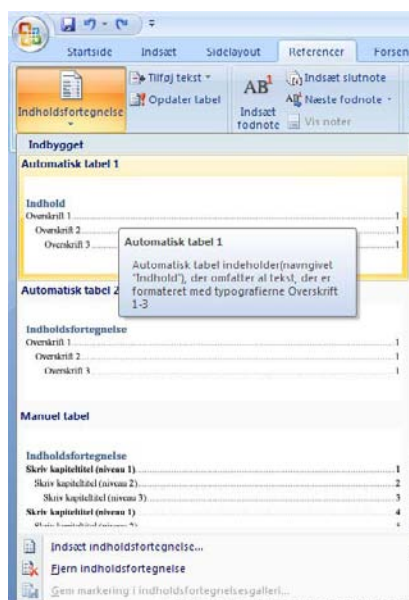 Startside Indsæt Sidelayout Referencer Forsen
Indholdsfortegnelse
Tilføj tekst
Opdater tabel
AB1
Indsæt fodnote
Indsæt slutnote
Næste fodnote
Vis noter
Indbygget
Automatisk tabel 1
Indhold
Overskrift 1 1
Overskrift 2 1
Overskrift 3 1
Automatisk tabel 1
Automatisk tabel indeholder(navngivet
"Indhold"), der omfatter al tekst, der er
formateret med typografierne Overskrift
1-3
Automatisk tabel 2
Indholdsfortegnelse
Overskrift 1 1
Overskrift 2 1
Overskrift 3 1
Manuel tabel
Indholdsfortegnelse
Skriv kapiteltitel (niveau 1) 1
Skriv kapiteltitel (niveau 2) 2
Skriv kapiteltitel (niveau 3) 3
Skriv kapiteltitel (niveau 1) 4
Indsæt indholdsfortegnelse...
Fjern indholdsfortegnelse
Gem markering i indholdsfortegnelsesgalleri...